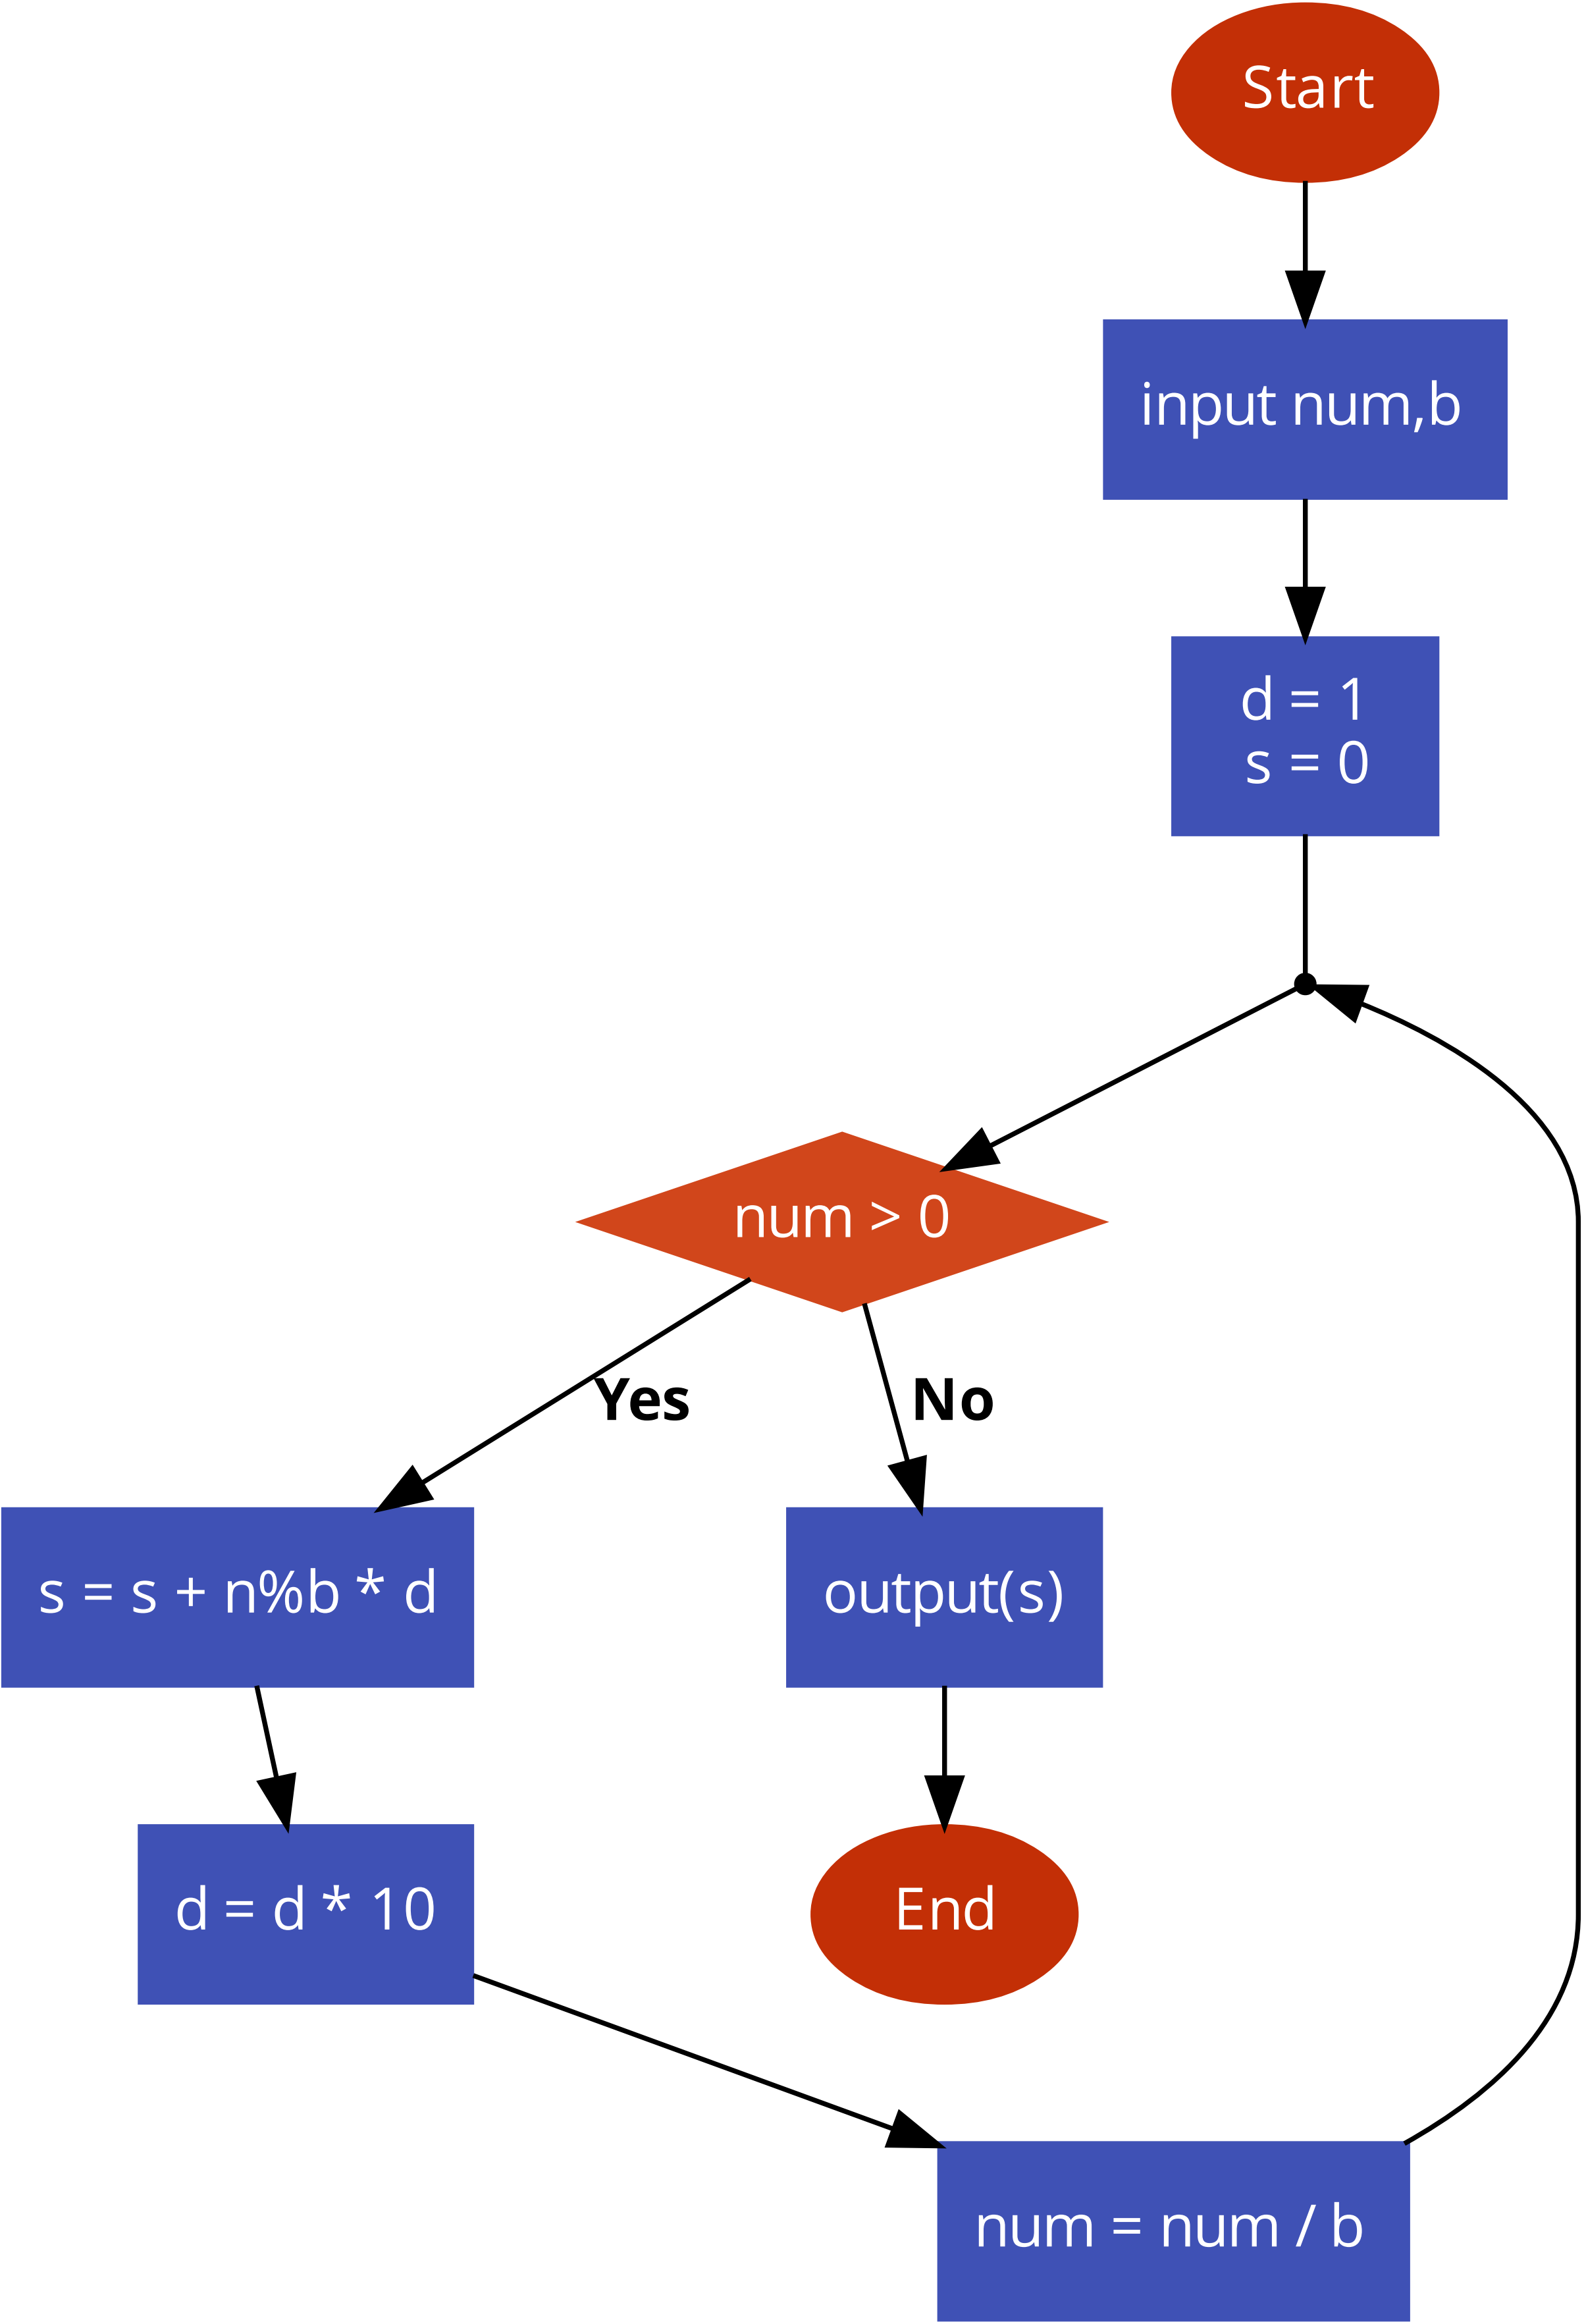 Start
input num,b
d = 1
s = 0
num > 0
Yes
No
s = s + n%b * d
output(s)
d = d * 10
End
num = num / b